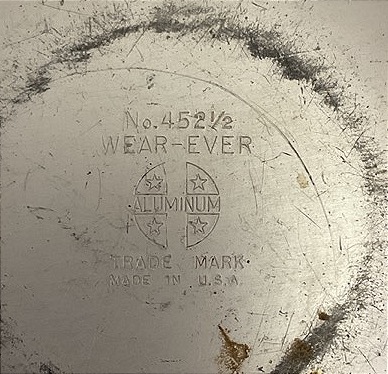 No. 452½
WEAR-EVER
ALUMINUM
TRADE MARK
MADE IN U.S.A.